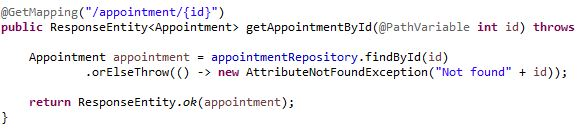 @GetMapping("/appointment/{id}")
public ResponseEntity<Appointment> getAppointmentById(@PathVariable int id) throws
Appointment appointment = appointmentRepository.findById(id)
.orElseThrow(() -> new AttributeNotFoundException("Not found" + id));
return ResponseEntity.ok(appointment);
}